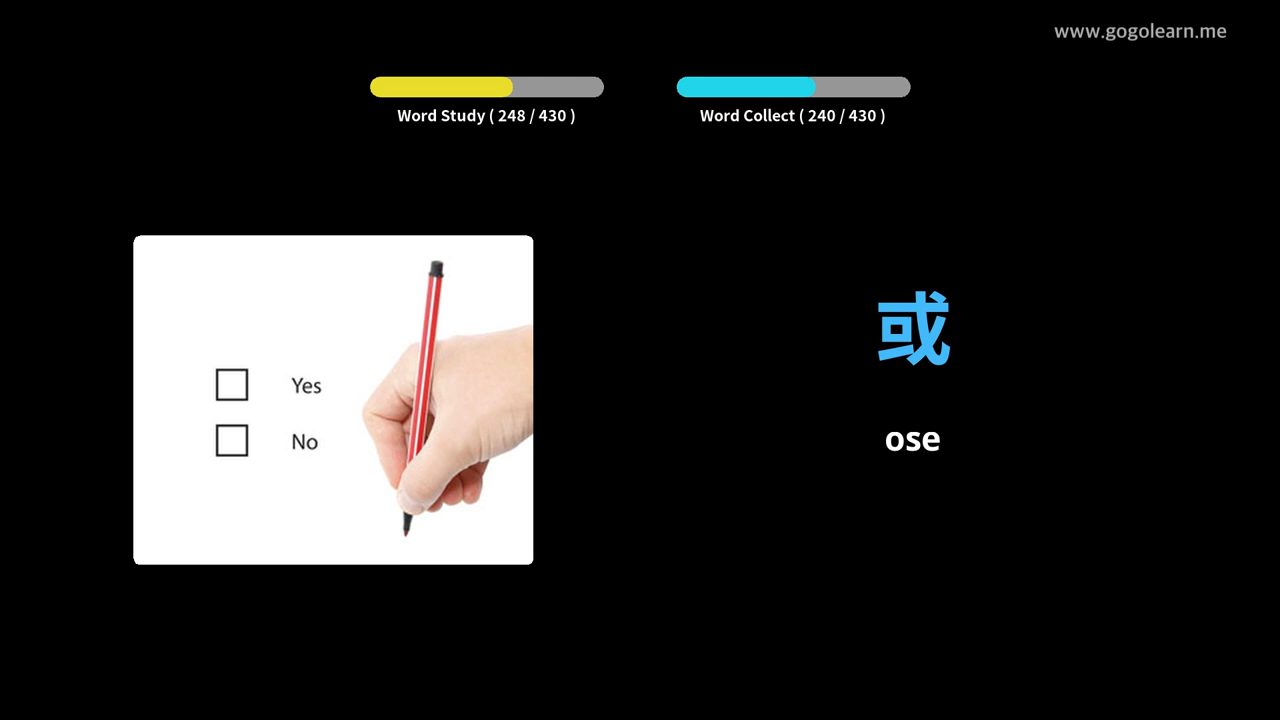 www.gogolearn.me
Word Study ( 248 / 430 )
Word Collect ( 240 / 430 )
Yes
No
或
ose